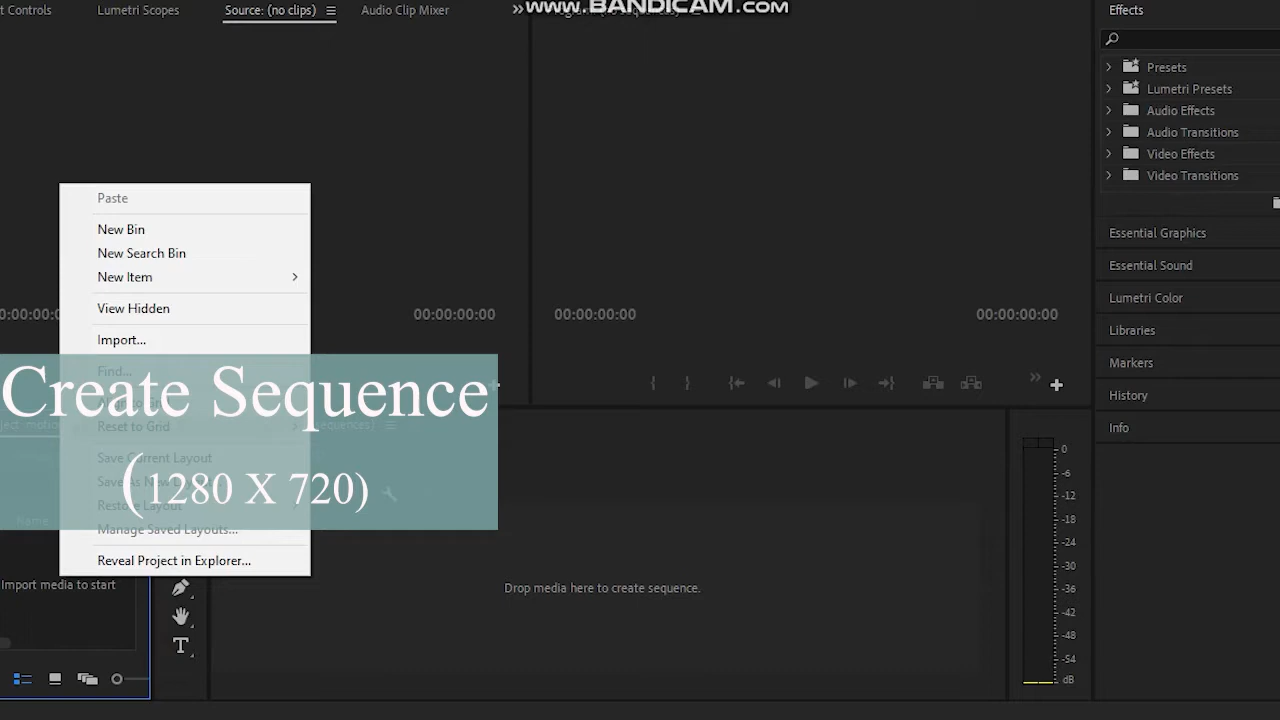 t Controls
Lumetri Scopes
Source: (no clips)
Audio Clip Mixer
www.BANDICAM.com
Effects
Presets
Lumetri Presets
Audio Effects
Audio Transitions
Video Effects
Video Transitions
Paste
New Bin
New Search Bin
New Item
View Hidden
Import...
Find...
Reset to Grid
Save Current Layout
Restore Layout
Manage Saved Layouts...
Reveal Project in Explorer...
00:00:00:00
00:00:00:00
00:00:00:00
Essential Graphics
Essential Sound
Lumetri Color
Libraries
Markers
History
Info
Create Sequence
(1280 X 720)
Name
Import media to start
Drop media here to create sequence.
0
-6
-12
-18
-24
-30
-36
-42
-48
-54
dB